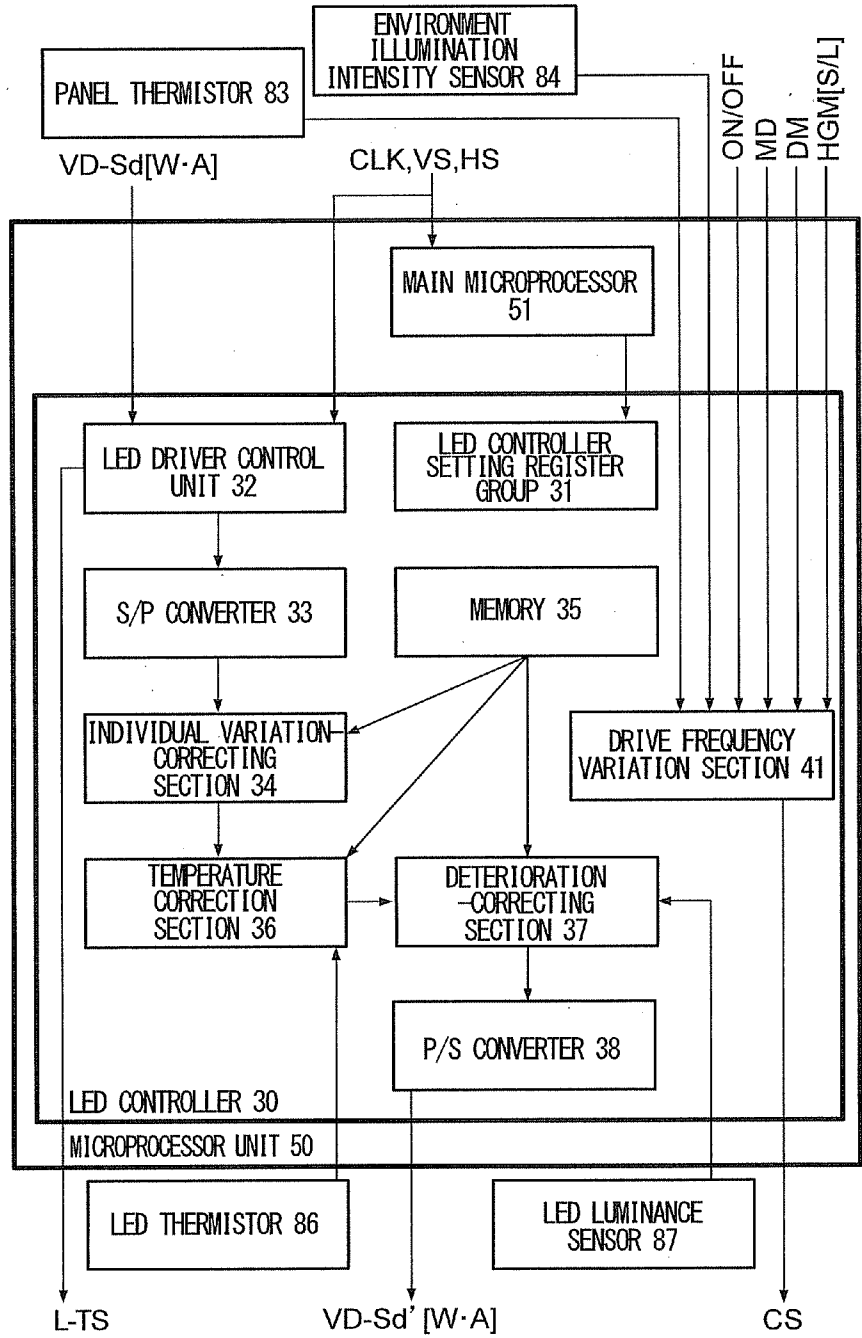 ENVIRONMENT
ILLUMINATION
INTENSITY SENSOR 84
PANEL THERMISTOR 83
VD-Sd[W·A]
CLK,VS,HS
ON/OFF
MD
DM
HGM[S/L]
MAIN MICROPROCESSOR
51
LED DRIVER CONTROL
UNIT 32
LED CONTROLLER
SETTING REGISTER
GROUP 31
S/P CONVERTER 33
MEMORY 35
INDIVIDUAL VARIATION-
CORRECTING
SECTION 34
DRIVE FREQUENCY
VARIATION SECTION 41
TEMPERATURE
CORRECTION
SECTION 36
DETERIORATION
-CORRECTING
SECTION 37
P/S CONVERTER 38
LED CONTROLLER 30
MICROPROCESSOR UNIT 50
LED THERMISTOR 86
LED LUMINANCE
SENSOR 87
L-TS
VD-Sd'[W·A]
CS